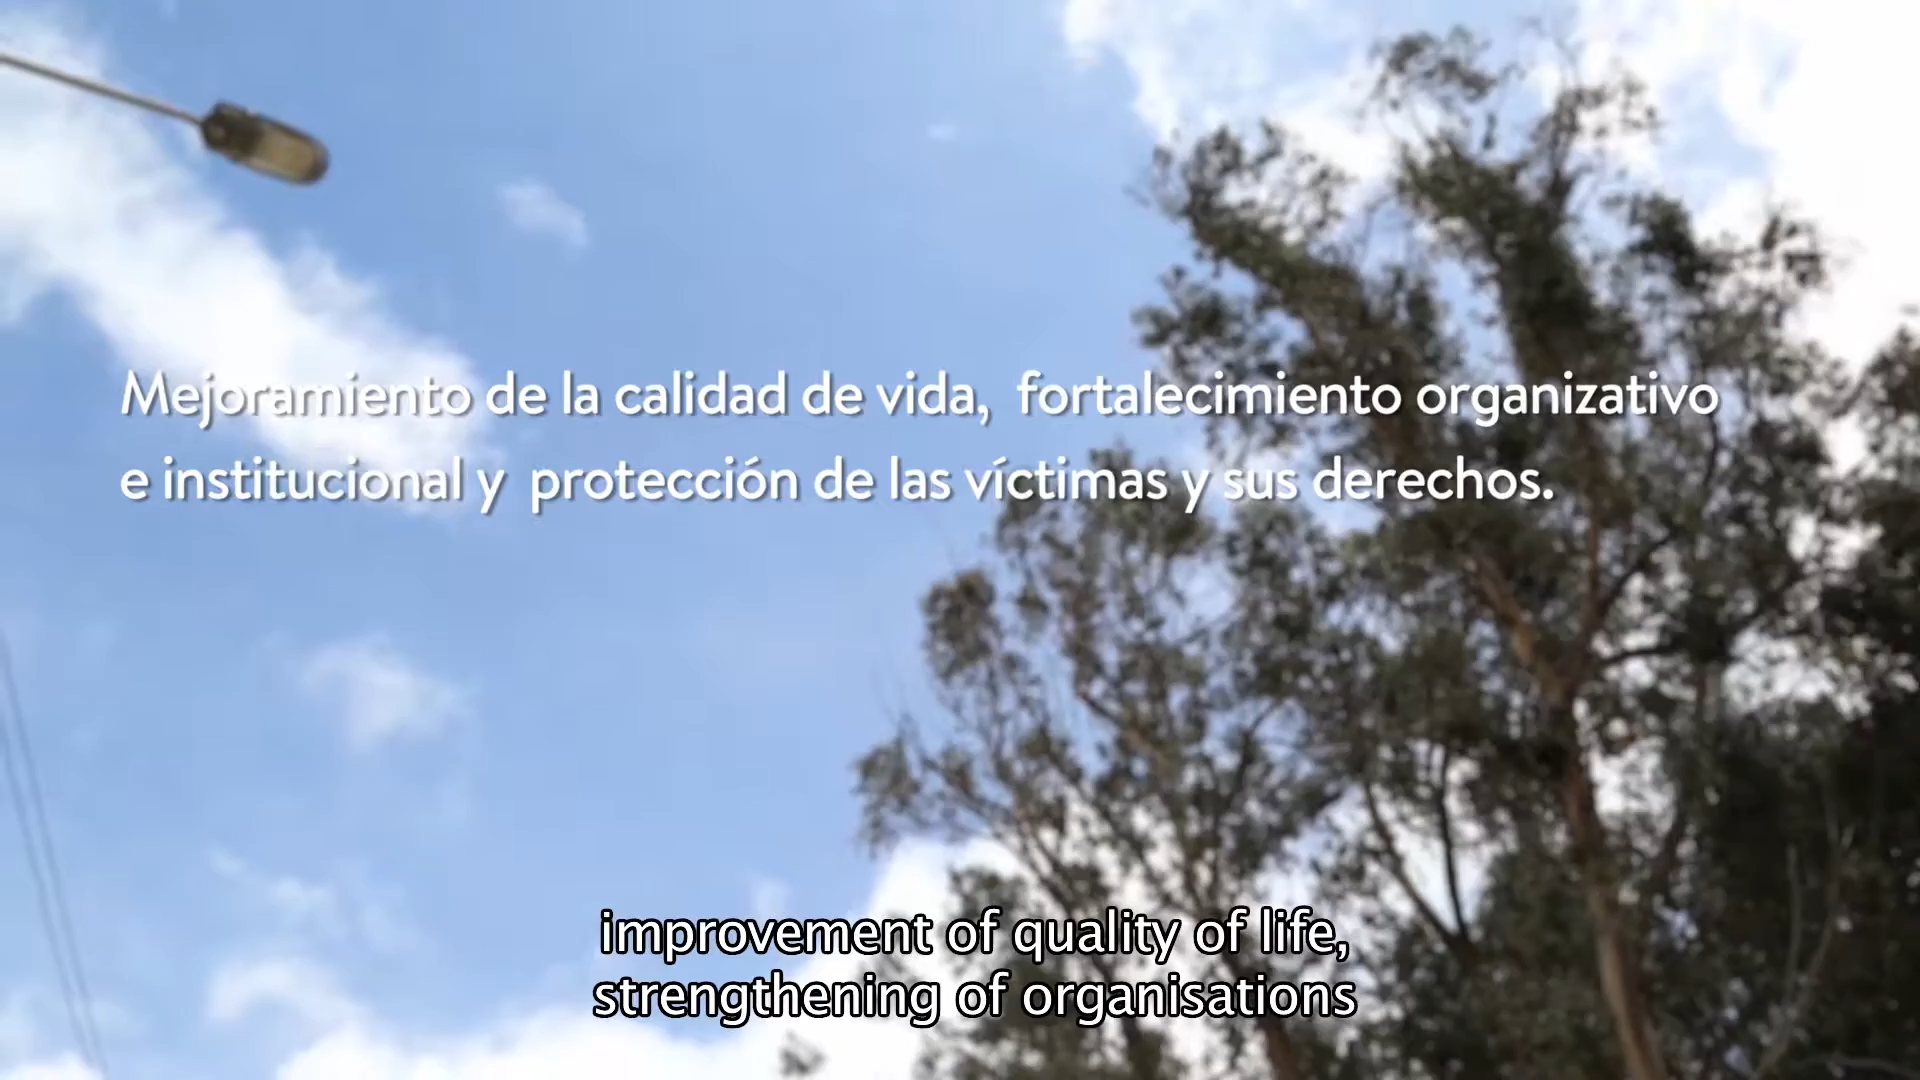 Mejoramiento de la calidad de vida, fortalecimiento organizativo
e institucional y protección de las víctimas y sus derechos.
improvement of quality of life,
strengthening of organisations